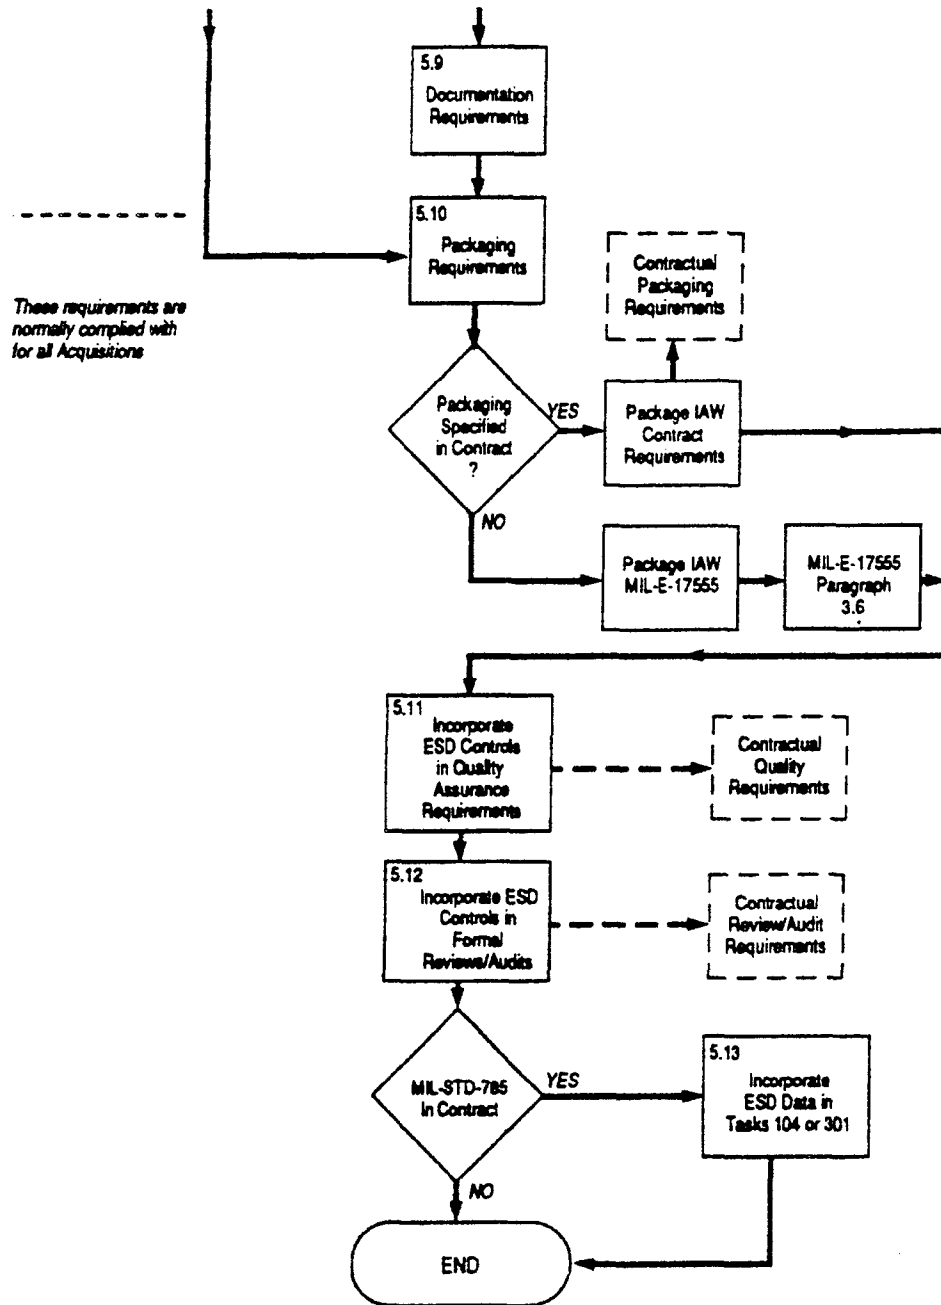 5.9
Documentation
Requirements
5.10
Packaging
Requirements
Contractual
Packaging
Requirements
These requirements are
normally complied with
for all Acquisitions
Packaging
Specified
in Contract
?
YES
Package IAW
Contract
Requirements
NO
Package IAW
MIL-E-17555
MIL-E-17555
Paragraph
3.6
5.11
Incorporate
ESD Controls
in Quality
Assurance
Requirements
Contractual
Quality
Requirements
5.12
Incorporate ESD
Controls in
Formal
Reviews/Audits
Contractual
Review/Audit
Requirements
MIL-STD-785
In Contract
YES
5.13
Incorporate
ESD Data in
Tasks 104 or 301
NO
END